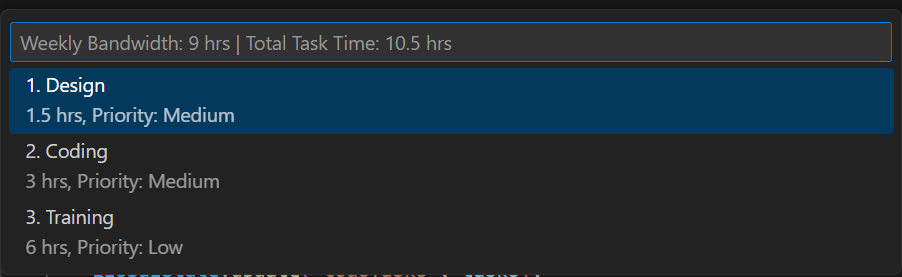 Weekly Bandwidth: 9 hrs | Total Task Time: 10.5 hrs
1. Design
1.5 hrs, Priority: Medium
2. Coding
3 hrs, Priority: Medium
3. Training
6 hrs, Priority: Low